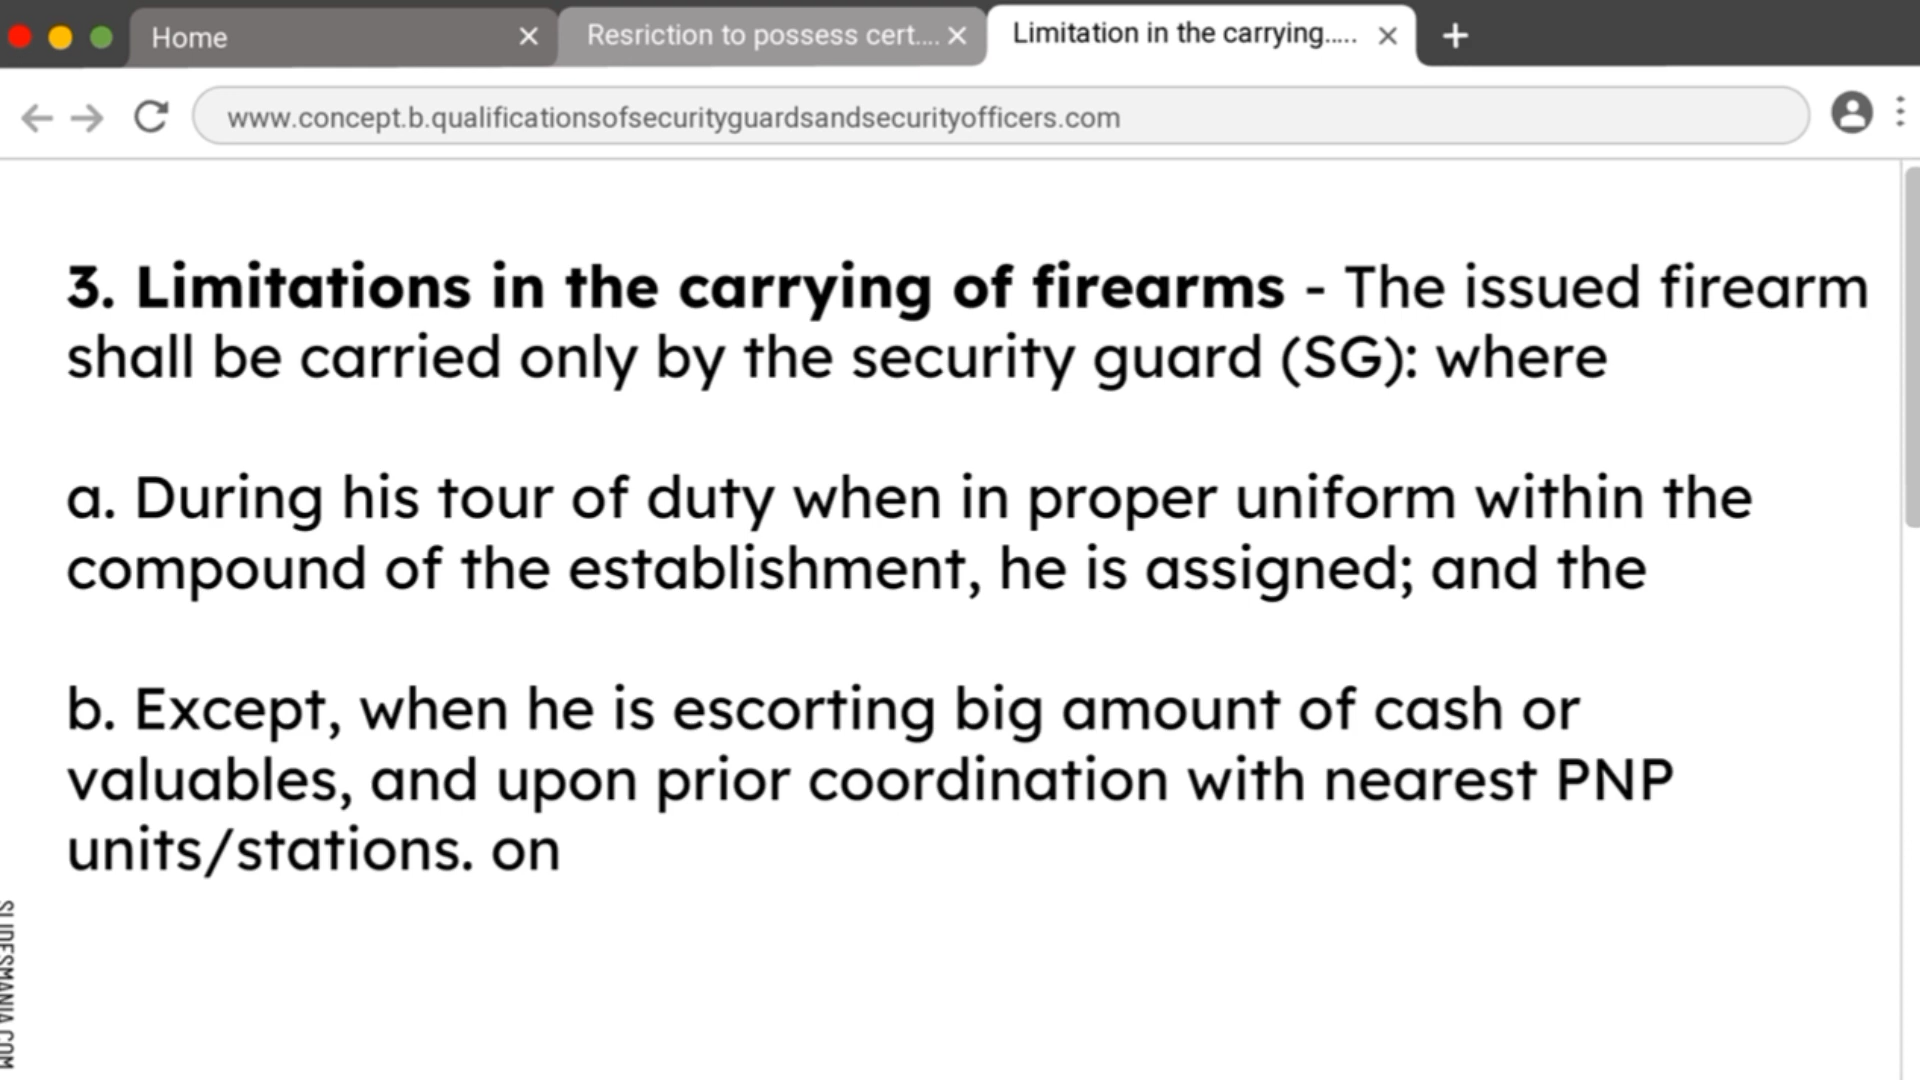 Home
Resriction to possess cert....
Limitation in the carrying.....
www.concept.b.qualificationsofsecurityguardsandsecurityofficers.com
3. Limitations in the carrying of firearms - The issued firearm
shall be carried only by the security guard (SG): where
a. During his tour of duty when in proper uniform within the
compound of the establishment, he is assigned; and the
b. Except, when he is escorting big amount of cash or
valuables, and upon prior coordination with nearest PNP
units/stations. on
SLIDESMANIA.COM